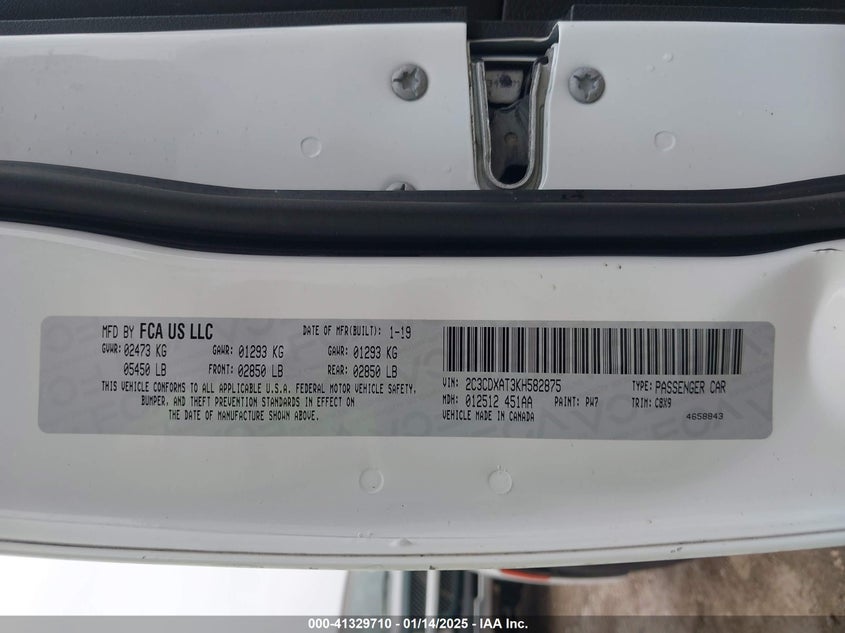 MFD BY FCA US LLC DATE OF MFR(BUILT): 1-19
GVWR: 02473 KG GAWR: 01293 KG GAWR: 01293 KG
05450 LB FRONT: 02850 LB REAR: 02850 LB
THIS VEHICLE CONFORMS TO ALL APPLICABLE U.S.A. FEDERAL MOTOR VEHICLE SAFETY,
BUMPER, AND THEFT PREVENTION STANDARDS IN EFFECT ON
THE DATE OF MANUFACTURE SHOWN ABOVE.
VIN: 2C3CDXAT3KH582875 TYPE: PASSENGER CAR
MDH: 012512 451AA PAINT: PW7 TRIM: C8X9
VEHICLE MADE IN CANADA 4658843
000-41329710 — 01/14/2025 — IAA Inc.